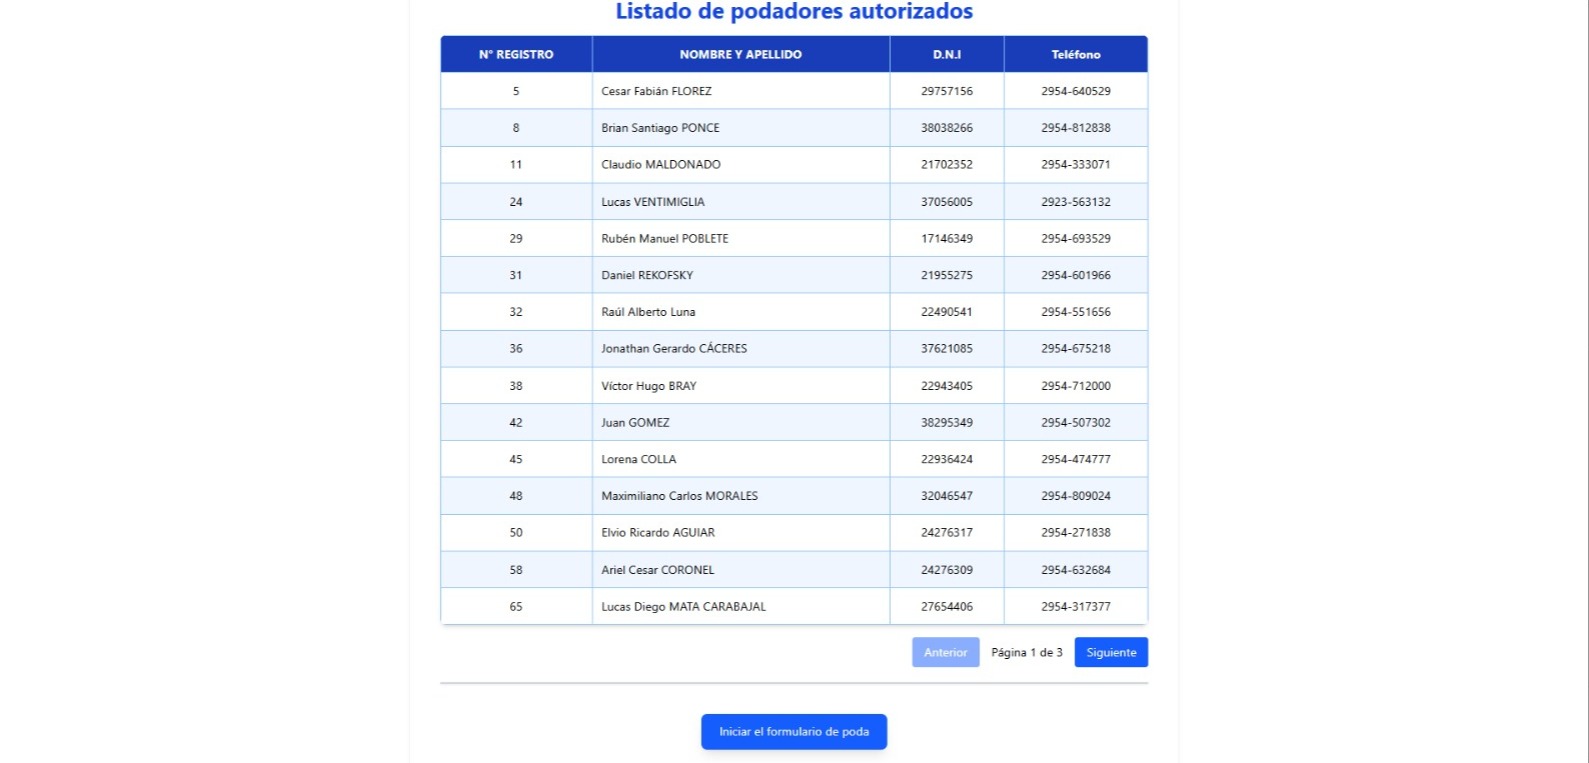 Listado de podadores autorizados
N° REGISTRO NOMBRE Y APELLIDO D.N.I Teléfono
5 Cesar Fabián FLOREZ 29757156 2954-640529
8 Brian Santiago PONCE 38038266 2954-812838
11 Claudio MALDONADO 21702352 2954-333071
24 Lucas VENTIMIGLIA 37056005 2923-563132
29 Rubén Manuel POBLETE 17146349 2954-693529
31 Daniel REKOFSKY 21955275 2954-601966
32 Raúl Alberto Luna 22490541 2954-551656
36 Jonathan Gerardo CÁCERES 37621085 2954-675218
38 Víctor Hugo BRAY 22943405 2954-712000
42 Juan GOMEZ 38295349 2954-507302
45 Lorena COLLA 22936424 2954-474777
48 Maximiliano Carlos MORALES 32046547 2954-809024
50 Elvio Ricardo AGUIAR 24276317 2954-271838
58 Ariel Cesar CORONEL 24276309 2954-632684
65 Lucas Diego MATA CARABAJAL 27654406 2954-317377
Anterior Página 1 de 3 Siguiente
Iniciar el formulario de poda